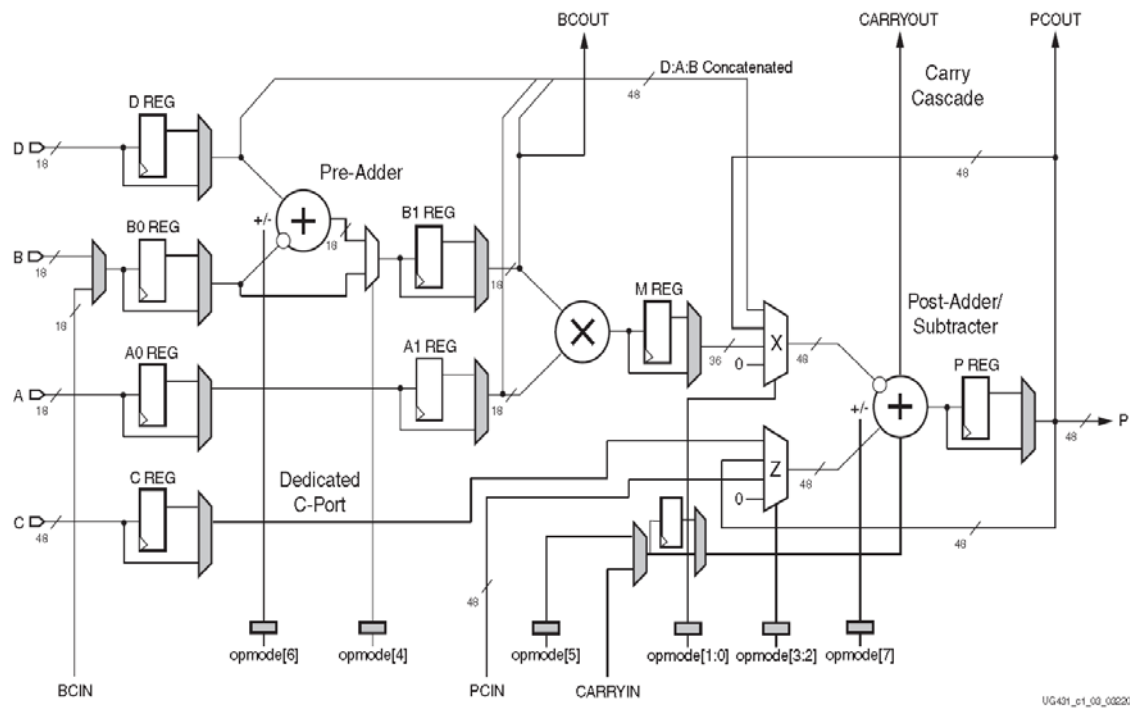 BCOUT CARRYOUT PCOUT
D:A:B Concatenated
48
Carry
Cascade
D REG
D
18
48
Pre-Adder
+/-
18
B0 REG
B1 REG
B
18
18
18
M REG
Post-Adder/
Subtracter
A0 REG
A1 REG
X
36
0
48
P REG
A
18
18
+/-
P
48
C REG
Dedicated
C-Port
Z
48
0
C
48
48
48
opmode[6] opmode[4] opmode[5] opmode[1:0] opmode[3:2] opmode[7]
BCIN PCIN CARRYIN